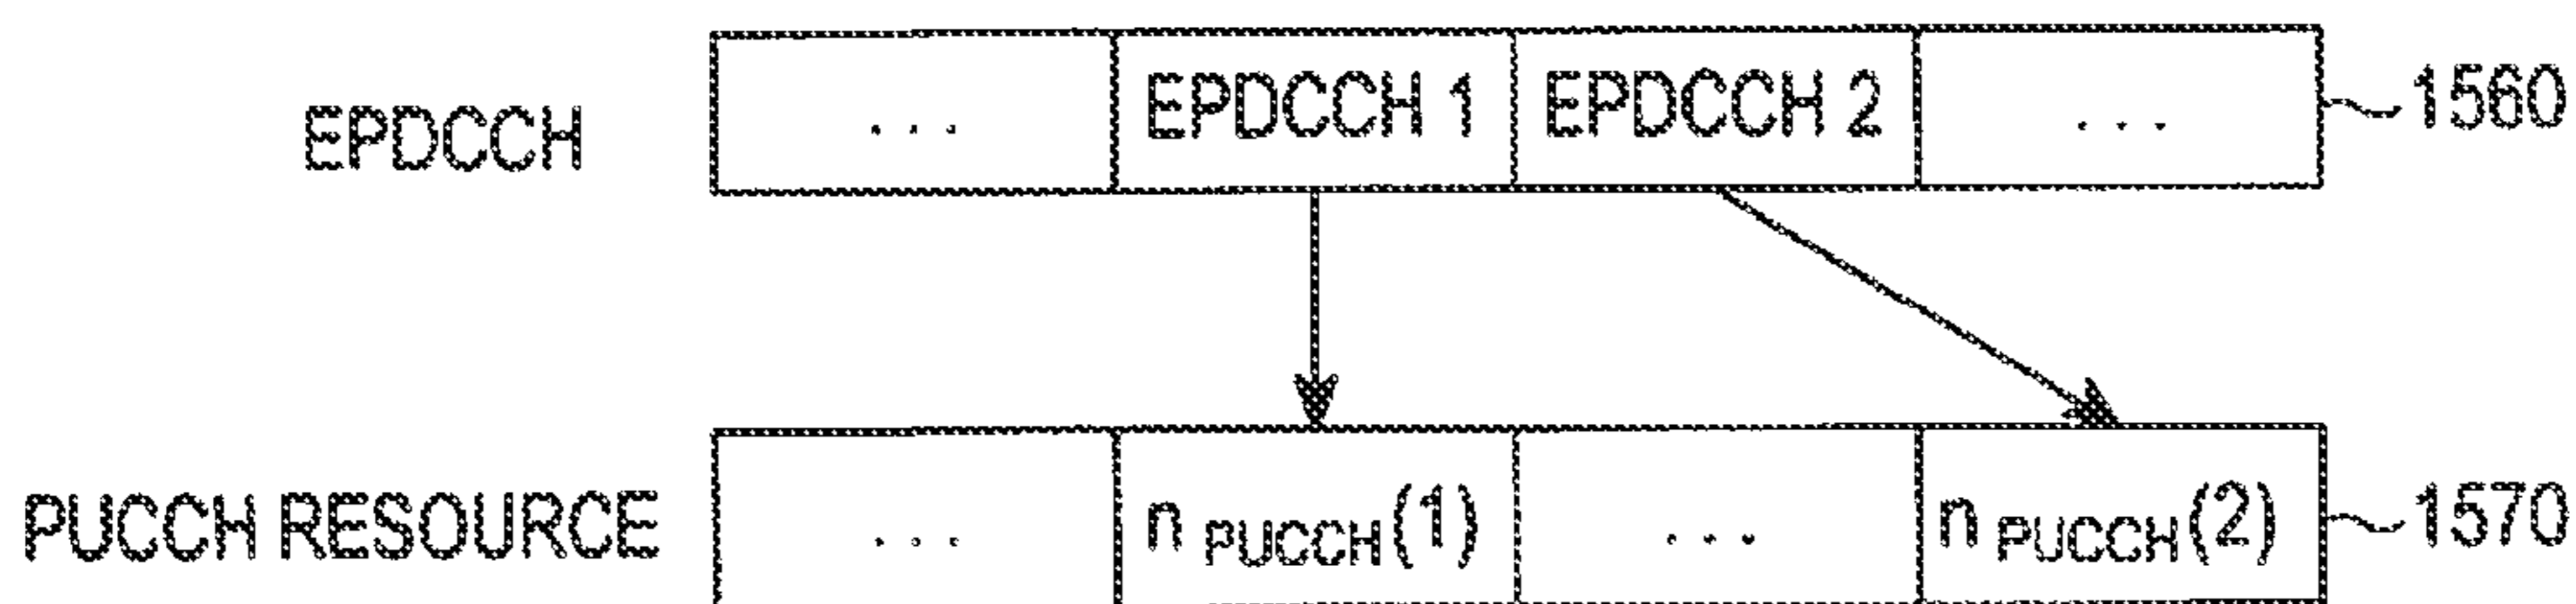 EPDCCH ... EPDCCH 1 EPDCCH 2 ... 1560
PUCCH RESOURCE ... n PUCCH(1) ... n PUCCH(2) 1570